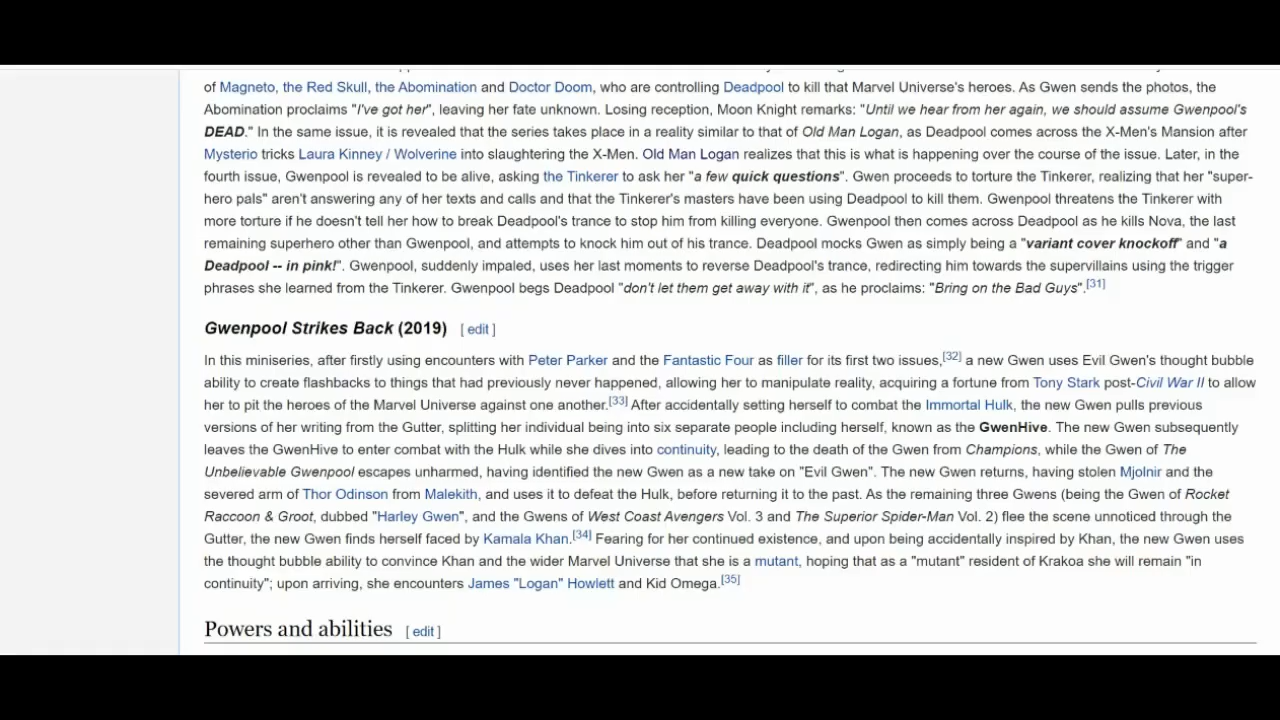 of Magneto, the Red Skull, the Abomination and Doctor Doom, who are controlling Deadpool to kill that Marvel Universe's heroes. As Gwen sends the photos, the
Abomination proclaims "I've got her", leaving her fate unknown. Losing reception, Moon Knight remarks: "Until we hear from her again, we should assume Gwenpool's
DEAD." In the same issue, it is revealed that the series takes place in a reality similar to that of Old Man Logan, as Deadpool comes across the X-Men's Mansion after
Mysterio tricks Laura Kinney / Wolverine into slaughtering the X-Men. Old Man Logan realizes that this is what is happening over the course of the issue. Later, in the
fourth issue, Gwenpool is revealed to be alive, asking the Tinkerer to ask her "a few quick questions". Gwen proceeds to torture the Tinkerer, realizing that her "super-
hero pals" aren't answering any of her texts and calls and that the Tinkerer's masters have been using Deadpool to kill them. Gwenpool threatens the Tinkerer with
more torture if he doesn't tell her how to break Deadpool's trance to stop him from killing everyone. Gwenpool then comes across Deadpool as he kills Nova, the last
remaining superhero other than Gwenpool, and attempts to knock him out of his trance. Deadpool mocks Gwen as simply being a "variant cover knockoff" and "a
Deadpool -- in pink!". Gwenpool, suddenly impaled, uses her last moments to reverse Deadpool's trance, redirecting him towards the supervillains using the trigger
phrases she learned from the Tinkerer. Gwenpool begs Deadpool "don't let them get away with it", as he proclaims: "Bring on the Bad Guys".[31]
Gwenpool Strikes Back (2019) [ edit ]
In this miniseries, after firstly using encounters with Peter Parker and the Fantastic Four as filler for its first two issues,[32] a new Gwen uses Evil Gwen's thought bubble
ability to create flashbacks to things that had previously never happened, allowing her to manipulate reality, acquiring a fortune from Tony Stark post-Civil War II to allow
her to pit the heroes of the Marvel Universe against one another.[33] After accidentally setting herself to combat the Immortal Hulk, the new Gwen pulls previous
versions of her writing from the Gutter, splitting her individual being into six separate people including herself, known as the GwenHive. The new Gwen subsequently
leaves the GwenHive to enter combat with the Hulk while she dives into continuity, leading to the death of the Gwen from Champions, while the Gwen of The
Unbelievable Gwenpool escapes unharmed, having identified the new Gwen as a new take on "Evil Gwen". The new Gwen returns, having stolen Mjolnir and the
severed arm of Thor Odinson from Malekith, and uses it to defeat the Hulk, before returning it to the past. As the remaining three Gwens (being the Gwen of Rocket
Raccoon & Groot, dubbed "Harley Gwen", and the Gwens of West Coast Avengers Vol. 3 and The Superior Spider-Man Vol. 2) flee the scene unnoticed through the
Gutter, the new Gwen finds herself faced by Kamala Khan.[34] Fearing for her continued existence, and upon being accidentally inspired by Khan, the new Gwen uses
the thought bubble ability to convince Khan and the wider Marvel Universe that she is a mutant, hoping that as a "mutant" resident of Krakoa she will remain "in
continuity"; upon arriving, she encounters James "Logan" Howlett and Kid Omega.[35]
Powers and abilities [ edit ]